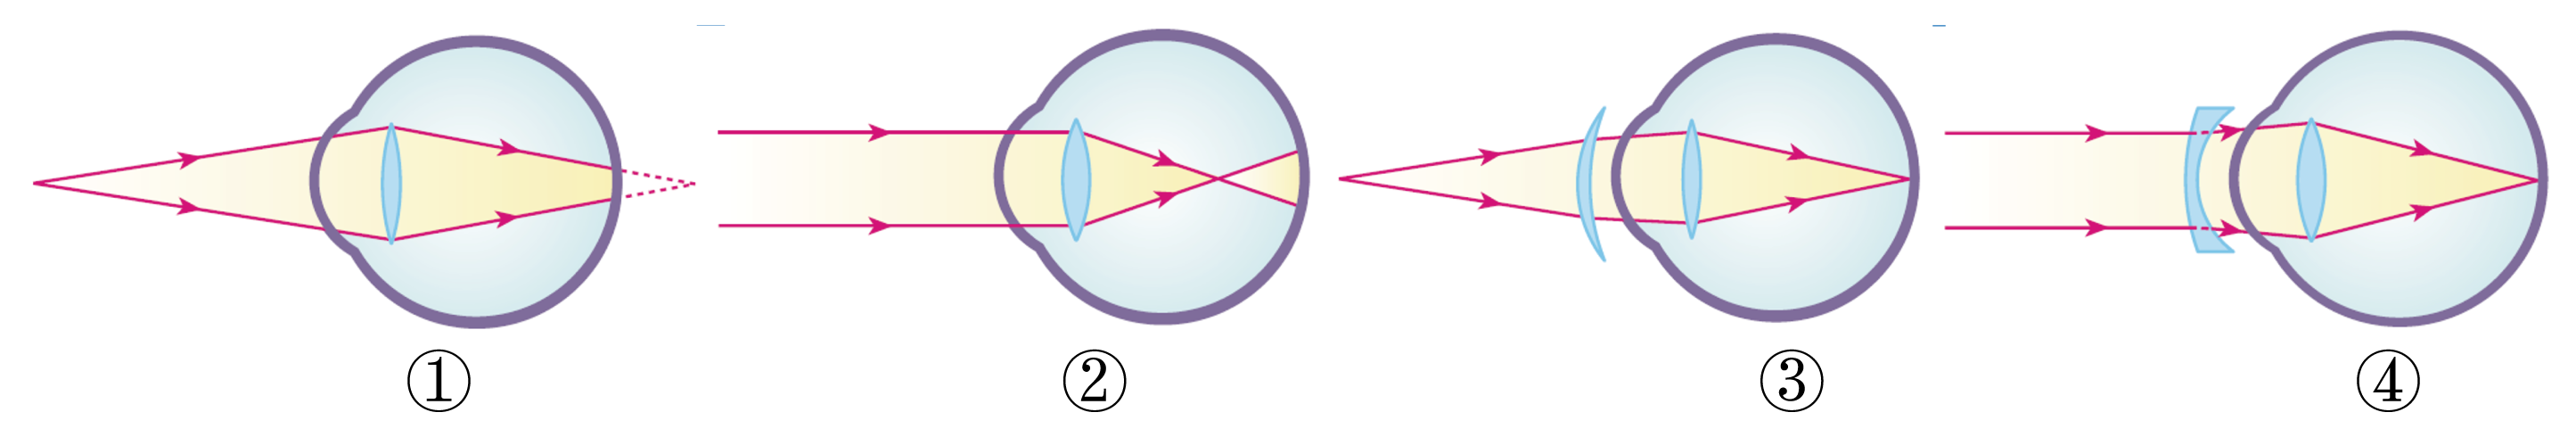 ① ② ③ ④